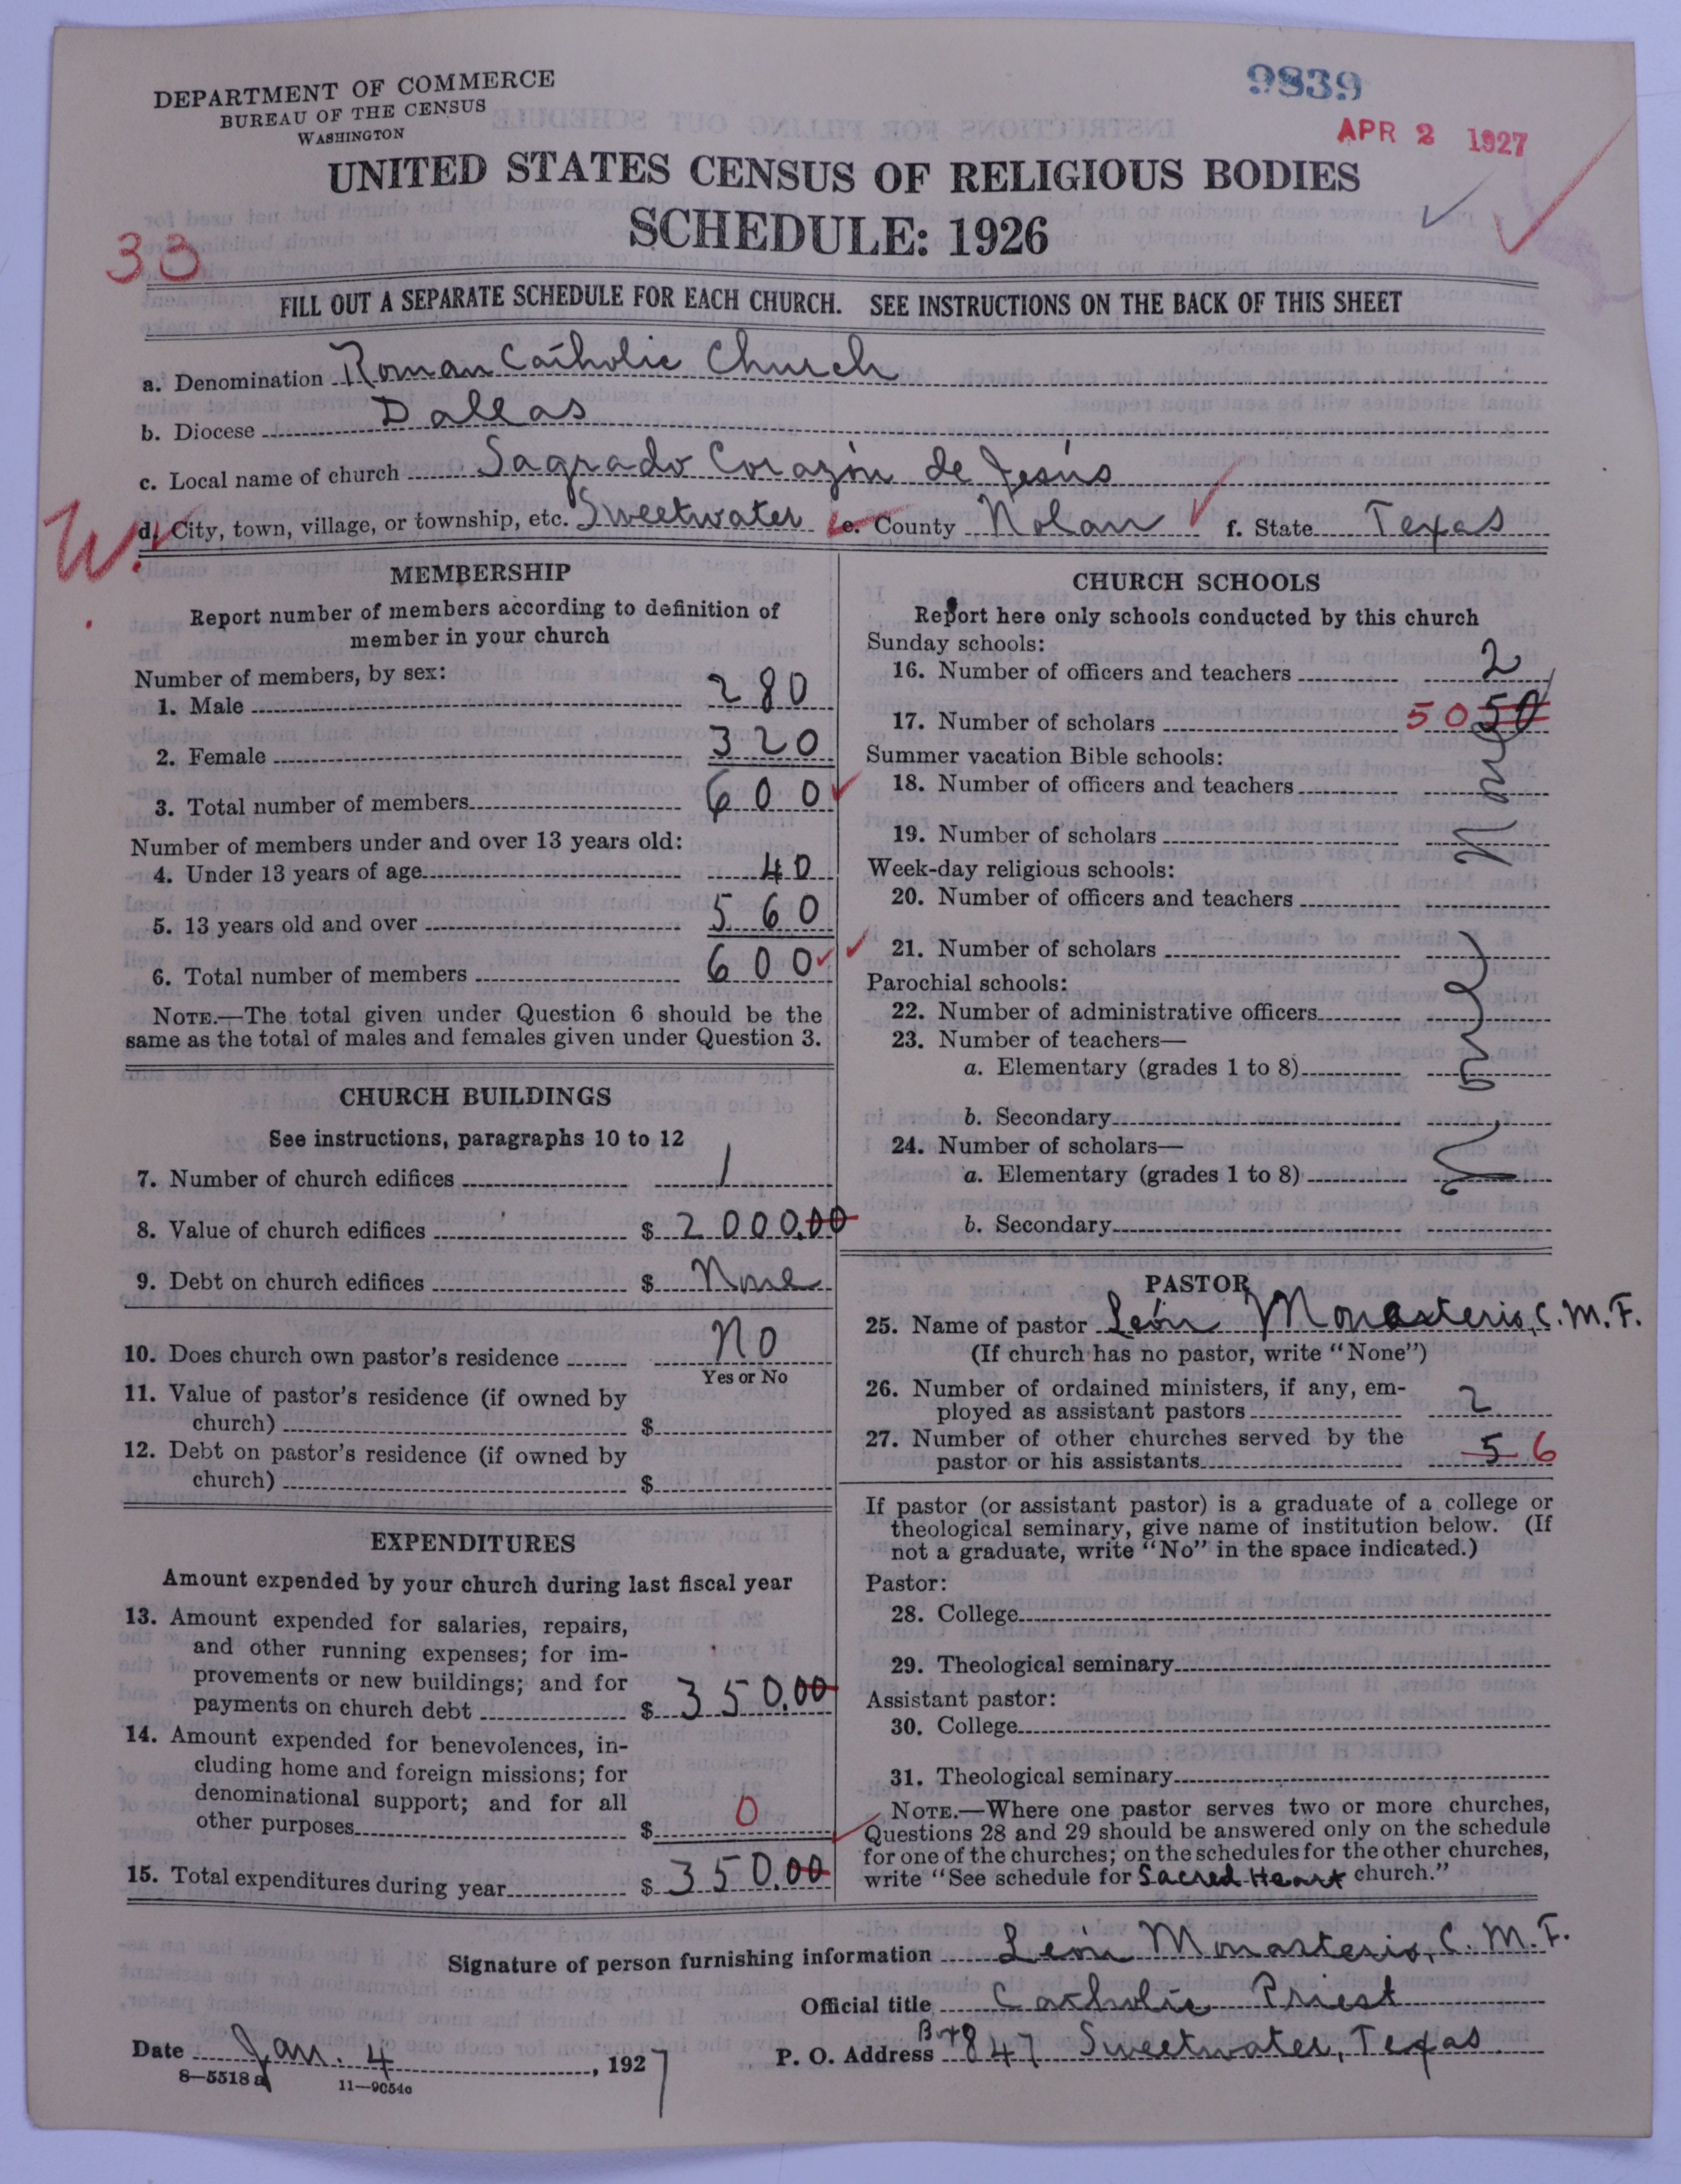 DEPARTMENT OF COMMERCE
BUREAU OF THE CENSUS
WASHINGTON
9839
APR 2 1927
UNITED STATES CENSUS OF RELIGIOUS BODIES
SCHEDULE: 1926
33
FILL OUT A SEPARATE SCHEDULE FOR EACH CHURCH. SEE INSTRUCTIONS ON THE BACK OF THIS SHEET
a. Denomination Roman Catholic Church
b. Diocese Dallas
c. Local name of church Sagrado Corazón de Jesús
W.
d. City, town, village, or township, etc. Sweetwater e. County Nolan f. State Texas
MEMBERSHIP
Report number of members according to definition of
member in your church
Number of members, by sex:
1. Male 280
2. Female 320
3. Total number of members 600
Number of members under and over 13 years old:
4. Under 13 years of age 40
5. 13 years old and over 560
6. Total number of members 600
NOTE.—The total given under Question 6 should be the
same as the total of males and females given under Question 3.
CHURCH BUILDINGS
See instructions, paragraphs 10 to 12
7. Number of church edifices 1
8. Value of church edifices $ 2000.00
9. Debt on church edifices $ None
10. Does church own pastor's residence No
Yes or No
11. Value of pastor's residence (if owned by
church) $
12. Debt on pastor's residence (if owned by
church) $
EXPENDITURES
Amount expended by your church during last fiscal year
13. Amount expended for salaries, repairs,
and other running expenses; for im-
provements or new buildings; and for
payments on church debt $ 350.00
14. Amount expended for benevolences, in-
cluding home and foreign missions; for
denominational support; and for all
other purposes $ 0
15. Total expenditures during year $ 350.00
CHURCH SCHOOLS
Report here only schools conducted by this church
Sunday schools:
16. Number of officers and teachers 2
17. Number of scholars 50 50
Summer vacation Bible schools:
18. Number of officers and teachers
None
19. Number of scholars
Week-day religious schools:
20. Number of officers and teachers
21. Number of scholars
Parochial schools:
22. Number of administrative officers
23. Number of teachers—
a. Elementary (grades 1 to 8)
b. Secondary
24. Number of scholars—
a. Elementary (grades 1 to 8)
b. Secondary
PASTOR
25. Name of pastor León Monasterio, C. M. F.
(If church has no pastor, write "None")
26. Number of ordained ministers, if any, em-
ployed as assistant pastors 2
27. Number of other churches served by the
pastor or his assistants 5 6
If pastor (or assistant pastor) is a graduate of a college or
theological seminary, give name of institution below. (If
not a graduate, write "No" in the space indicated.)
Pastor:
28. College
29. Theological seminary
Assistant pastor:
30. College
31. Theological seminary
NOTE.—Where one pastor serves two or more churches,
Questions 28 and 29 should be answered only on the schedule
for one of the churches; on the schedules for the other churches,
write "See schedule for Sacred Heart church."
Signature of person furnishing information León Monasterio, C. M. F.
Official title Catholic Priest
Date Jan. 4, 1927
P. O. Address Bx 847 Sweetwater, Texas
8—5518 a 11—9054c